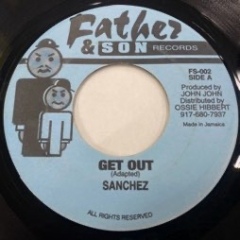 Father
& SON
RECORDS
FS-002
SIDE A
Produced by
JOHN JOHN
Distributed by
OSSIE HIBBERT
917-660-7937
Made in Jamaica
GET OUT
(Adapted)
SANCHEZ
ALL RIGHTS RESERVED